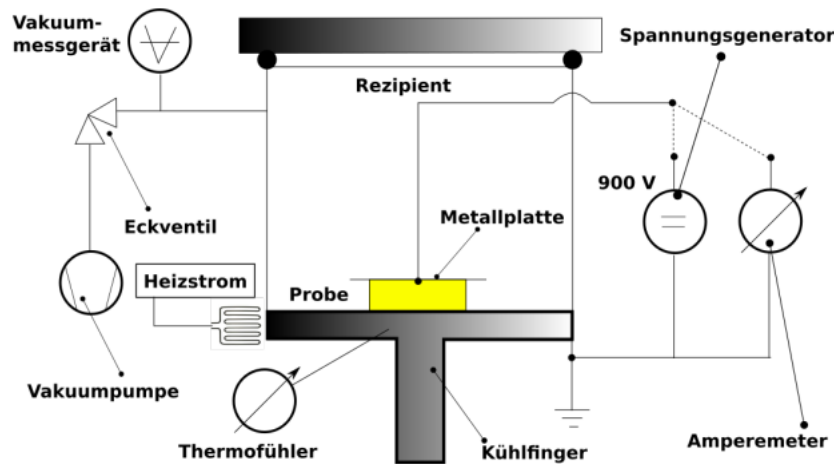 Vakuum-
messgerät
Spannungsgenerator
Rezipient
900 V
Eckventil
Metallplatte
Heizstrom
Probe
Vakuumpumpe
Thermofühler
Kühlfinger
Amperemeter